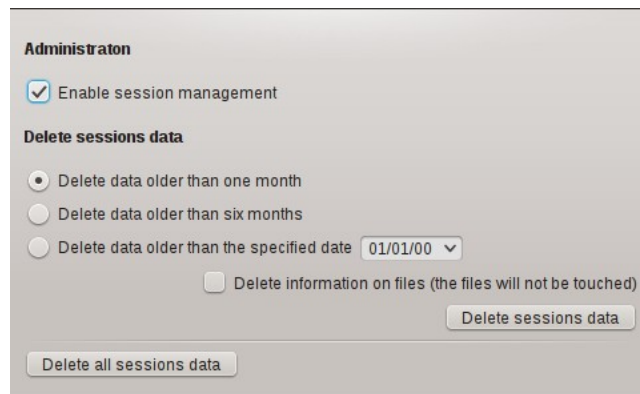 Administraton
Enable session management
Delete sessions data
Delete data older than one month
Delete data older than six months
Delete data older than the specified date 01/01/00
Delete information on files (the files will not be touched)
Delete sessions data
Delete all sessions data